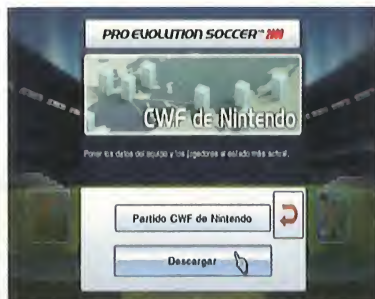 PRO EVOLUTION SOCCER™ 2008
CWF de Nintendo
Poner los datos del equipo y los jugadores al estado más actual.
Partido CWF de Nintendo
Descargar